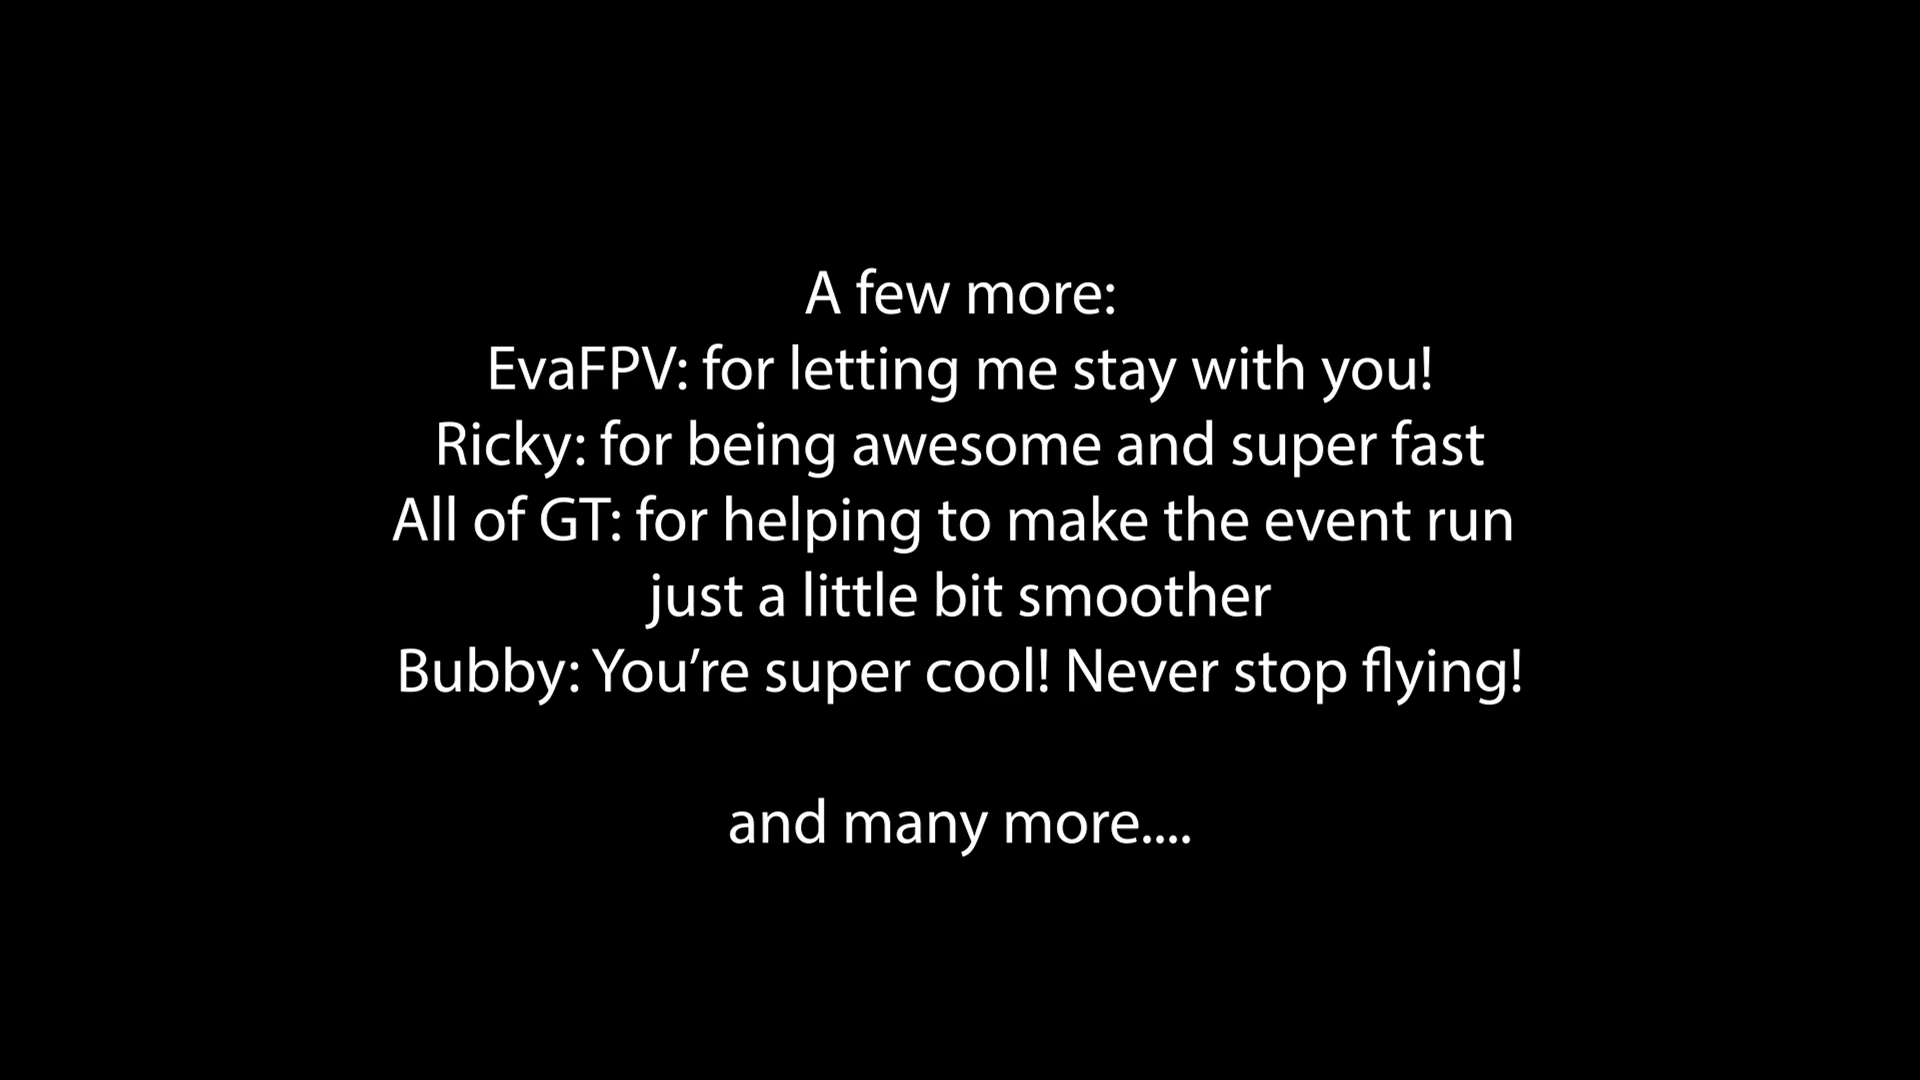 A few more:
EvaFPV: for letting me stay with you!
Ricky: for being awesome and super fast
All of GT: for helping to make the event run
just a little bit smoother
Bubby: You’re super cool! Never stop flying!
and many more....